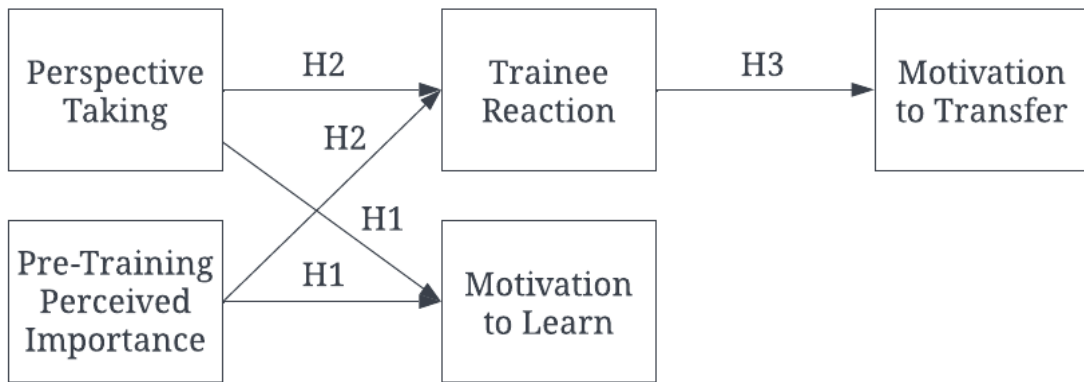 Perspective
Taking
H2
Trainee
Reaction
H3
Motivation
to Transfer
H2
H1
Pre-Training
Perceived
Importance
H1
Motivation
to Learn